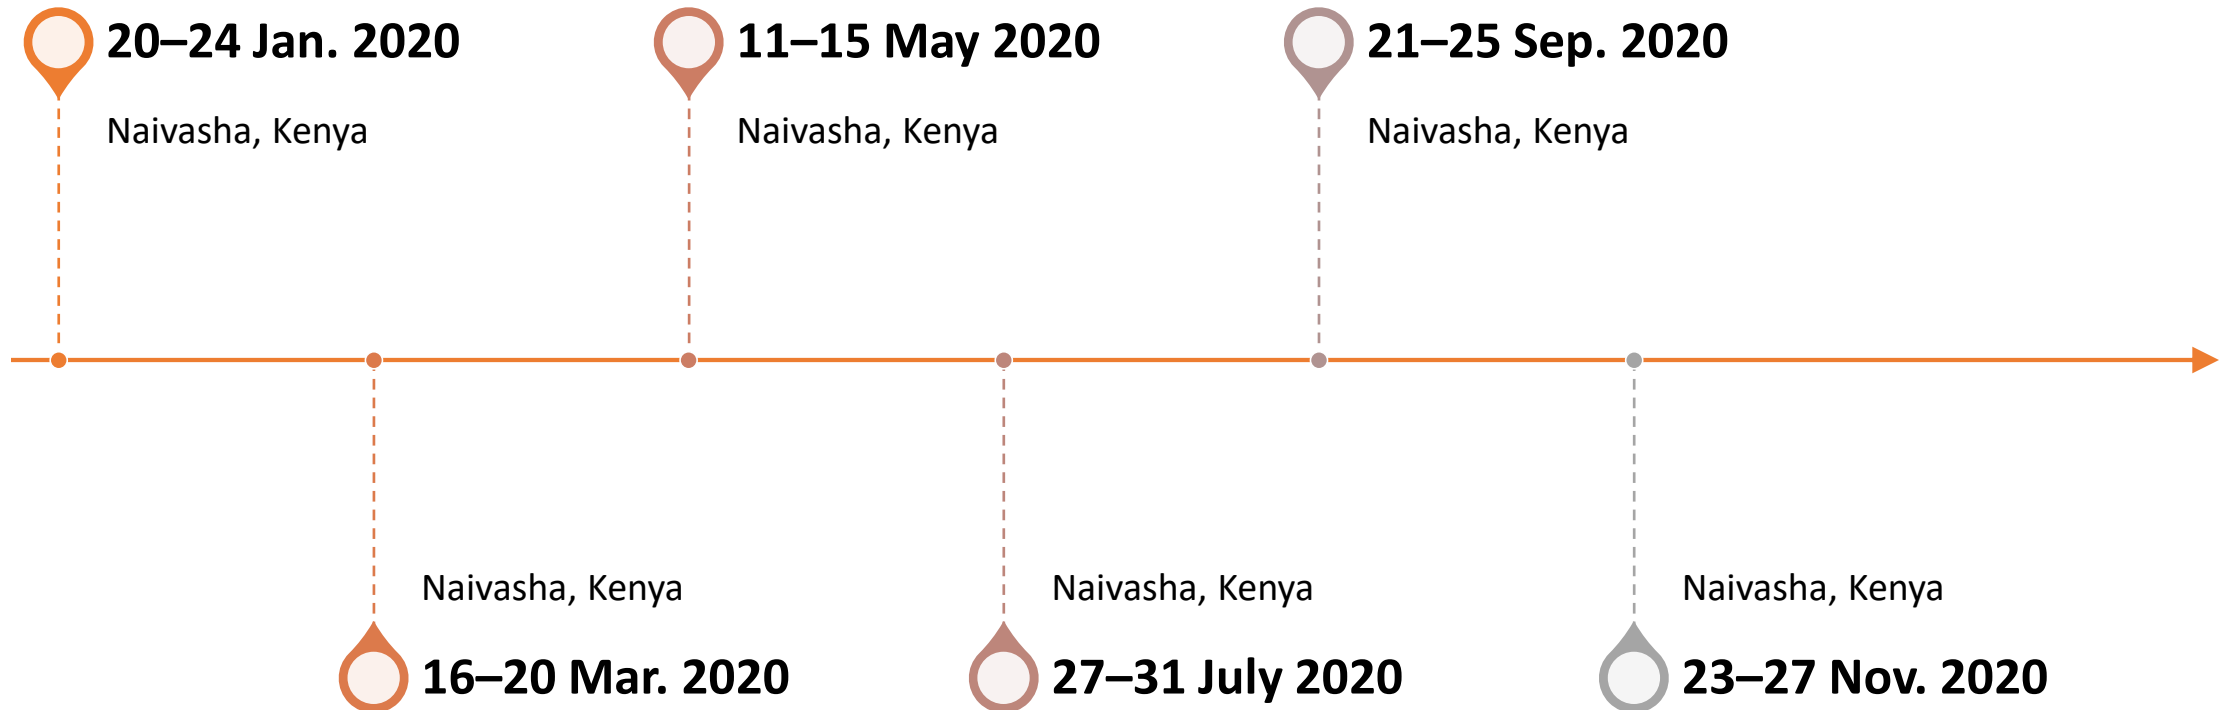 20–24 Jan. 2020
Naivasha, Kenya
11–15 May 2020
Naivasha, Kenya
21–25 Sep. 2020
Naivasha, Kenya
Naivasha, Kenya
16–20 Mar. 2020
Naivasha, Kenya
27–31 July 2020
Naivasha, Kenya
23–27 Nov. 2020